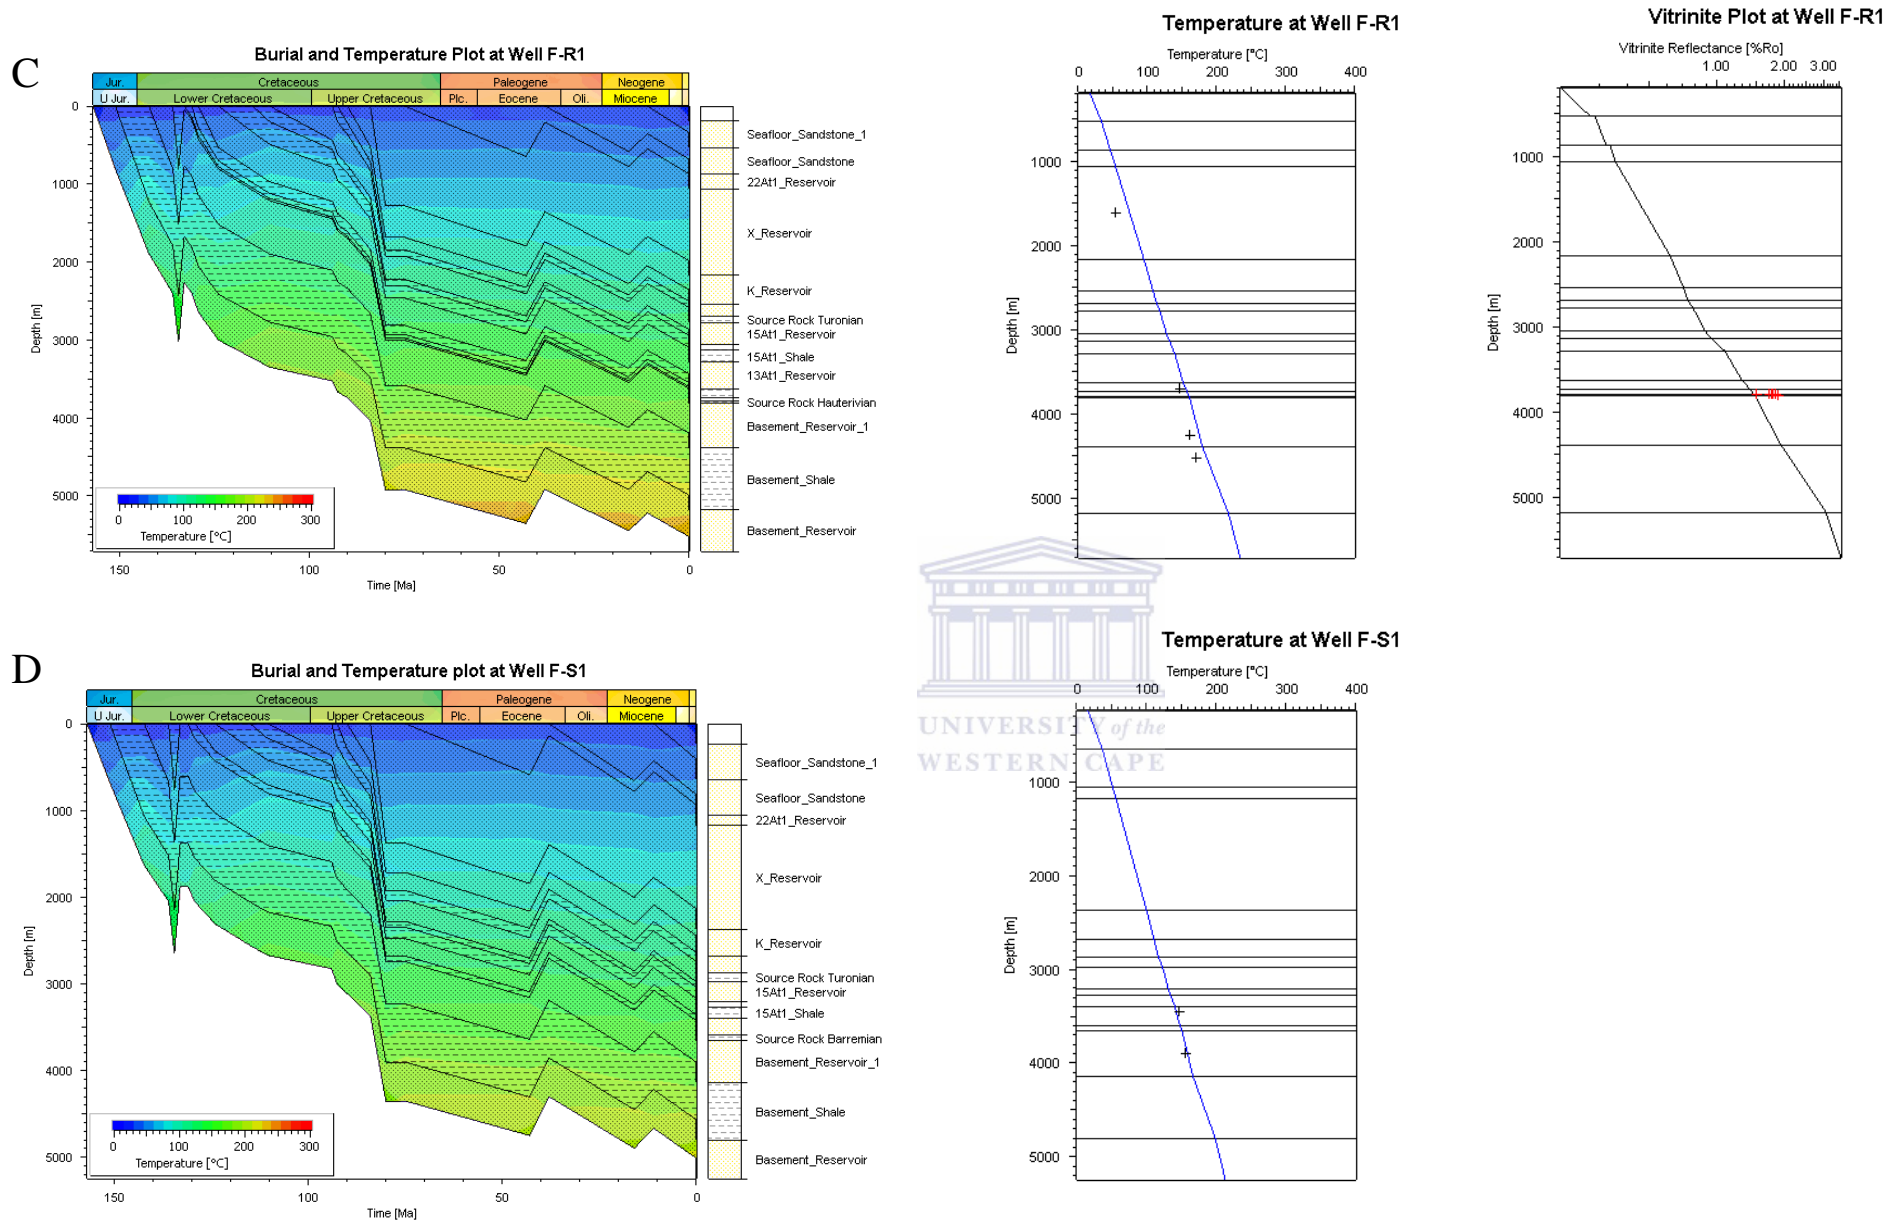 C
Burial and Temperature Plot at Well F-R1
Jur. Cretaceous Paleogene Neogene
U Jur. Lower Cretaceous Upper Cretaceous Plc. Eocene Oli. Miocene
0
1000
2000
3000
4000
5000
Depth [m]
150 100 50 0
Time [Ma]
0 100 200 300
Temperature [°C]
Seafloor_Sandstone_1
Seafloor_Sandstone
22At1_Reservoir
X_Reservoir
K_Reservoir
Source Rock Turonian
15At1_Reservoir
15At1_Shale
13At1_Reservoir
Source Rock Hauterivian
Basement_Reservoir_1
Basement_Shale
Basement_Reservoir
Temperature at Well F-R1
Temperature [°C]
0 100 200 300 400
1000
2000
3000
4000
5000
Depth [m]
Vitrinite Plot at Well F-R1
Vitrinite Reflectance [%Ro]
1.00 2.00 3.00
1000
2000
3000
4000
5000
Depth [m]
UNIVERSITY of the
WESTERN CAPE
D
Burial and Temperature plot at Well F-S1
Jur. Cretaceous Paleogene Neogene
U Jur. Lower Cretaceous Upper Cretaceous Plc. Eocene Oli. Miocene
0
1000
2000
3000
4000
5000
Depth [m]
150 100 50 0
Time [Ma]
0 100 200 300
Temperature [°C]
Seafloor_Sandstone_1
Seafloor_Sandstone
22At1_Reservoir
X_Reservoir
K_Reservoir
Source Rock Turonian
15At1_Reservoir
15At1_Shale
Source Rock Barremian
Basement_Reservoir_1
Basement_Shale
Basement_Reservoir
Temperature at Well F-S1
Temperature [°C]
0 100 200 300 400
1000
2000
3000
4000
5000
Depth [m]